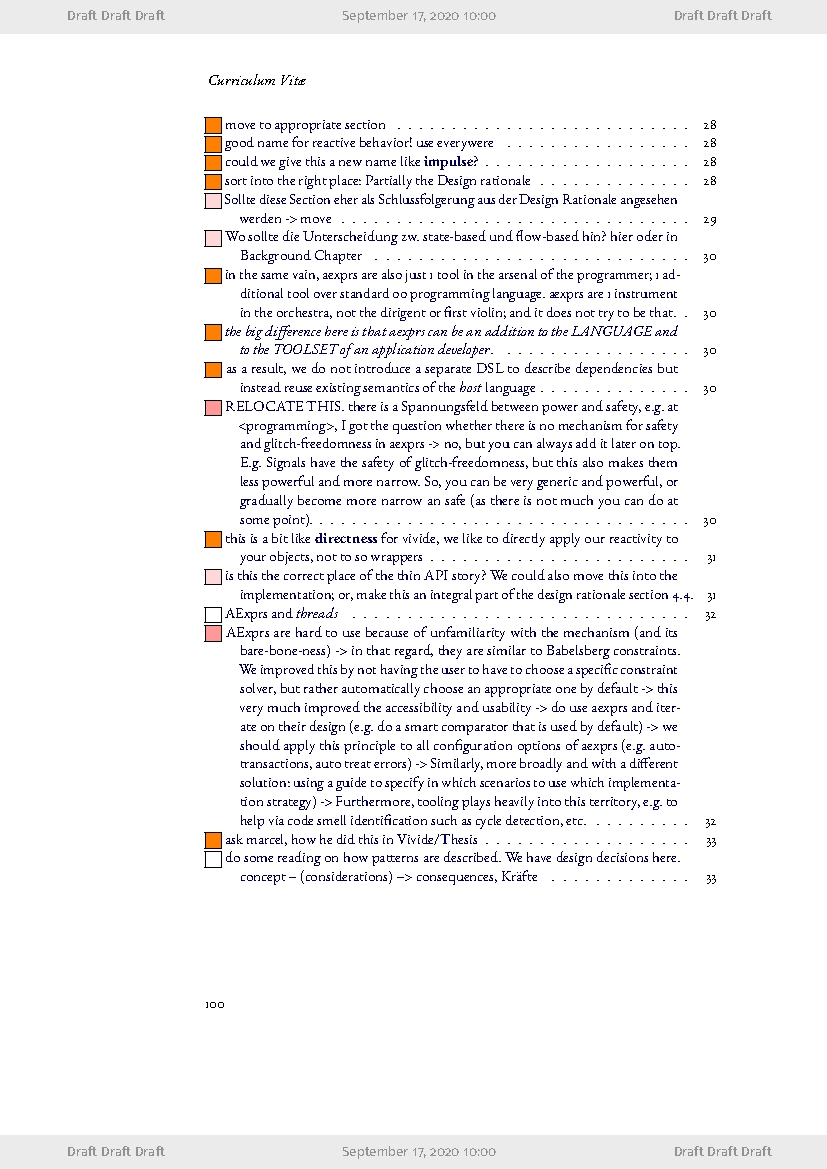 Draft Draft Draft September 17, 2020 10:00 Draft Draft Draft
Curriculum Vitæ
move to appropriate section . . . . . . . . . . . . . . . . . . . . . . . . . . . 28
good name for reactive behavior! use everywere . . . . . . . . . . . . . . . . . 28
could we give this a new name like impulse? . . . . . . . . . . . . . . . . . . . 28
sort into the right place: Partially the Design rationale . . . . . . . . . . . . . . 28
Sollte diese Section eher als Schlussfolgerung aus der Design Rationale angesehen
werden -> move . . . . . . . . . . . . . . . . . . . . . . . . . . . . . . . . 29
Wo sollte die Unterscheidung zw. state-based und flow-based hin? hier oder in
Background Chapter . . . . . . . . . . . . . . . . . . . . . . . . . . . . . 30
in the same vain, aexprs are also just 1 tool in the arsenal of the programmer; 1 ad-
ditional tool over standard oo programming language. aexprs are 1 instrument
in the orchestra, not the dirigent or first violin; and it does not try to be that. . 30
the big difference here is that aexprs can be an addition to the LANGUAGE and
to the TOOLSET of an application developer. . . . . . . . . . . . . . . . . . . 30
as a result, we do not introduce a separate DSL to describe dependencies but
instead reuse existing semantics of the host language . . . . . . . . . . . . . . 30
RELOCATE THIS. there is a Spannungsfeld between power and safety, e.g. at
<programming>, I got the question whether there is no mechanism for safety
and glitch-freedomness in aexprs -> no, but you can always add it later on top.
E.g. Signals have the safety of glitch-freedomness, but this also makes them
less powerful and more narrow. So, you can be very generic and powerful, or
gradually become more narrow an safe (as there is not much you can do at
some point). . . . . . . . . . . . . . . . . . . . . . . . . . . . . . . . . . . 30
this is a bit like directness for vivide, we like to directly apply our reactivity to
your objects, not to so wrappers . . . . . . . . . . . . . . . . . . . . . . . . 31
is this the correct place of the thin API story? We could also move this into the
implementation; or, make this an integral part of the design rationale section 4.4. 31
AExprs and threads . . . . . . . . . . . . . . . . . . . . . . . . . . . . . . . 32
AExprs are hard to use because of unfamiliarity with the mechanism (and its
bare-bone-ness) -> in that regard, they are similar to Babelsberg constraints.
We improved this by not having the user to have to choose a specific constraint
solver, but rather automatically choose an appropriate one by default -> this
very much improved the accessibility and usability -> do use aexprs and iter-
ate on their design (e.g. do a smart comparator that is used by default) -> we
should apply this principle to all configuration options of aexprs (e.g. auto-
transactions, auto treat errors) -> Similarly, more broadly and with a different
solution: using a guide to specify in which scenarios to use which implementa-
tion strategy) -> Furthermore, tooling plays heavily into this territory, e.g. to
help via code smell identification such as cycle detection, etc. . . . . . . . . . 32
ask marcel, how he did this in Vivide/Thesis . . . . . . . . . . . . . . . . . . . 33
do some reading on how patterns are described. We have design decisions here.
concept – (considerations) –> consequences, Kräfte . . . . . . . . . . . . . 33
100
Draft Draft Draft September 17, 2020 10:00 Draft Draft Draft